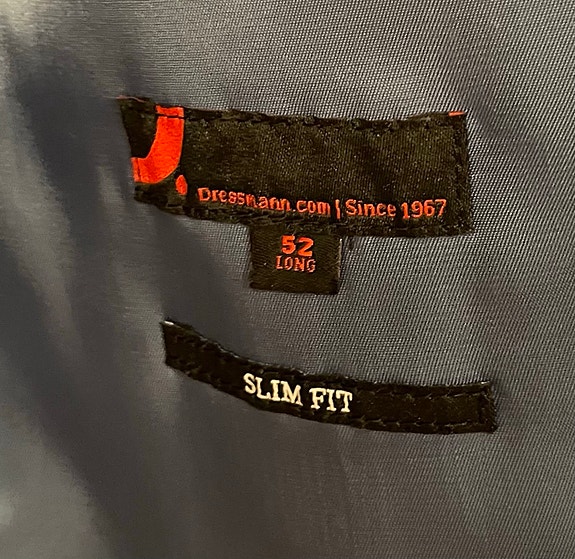 Dressmann.com | Since 1967
52
LONG
SLIM FIT